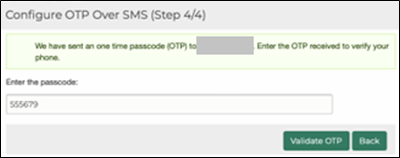 Configure OTP Over SMS (Step 4/4)
We have sent an one time passcode (OTP) to . Enter the OTP received to verify your
phone.
Enter the passcode:
555679
Validate OTP Back